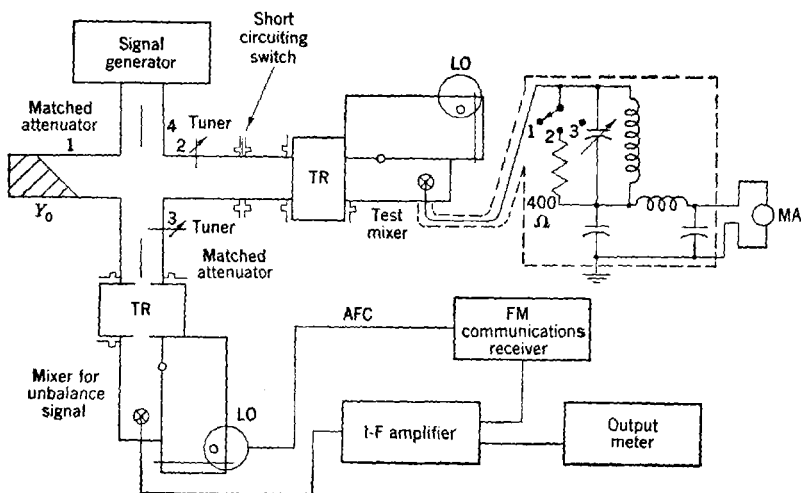 Signal
generator
Short
circuiting
switch
LO
Matched
attenuator
1
4
Tuner
2
Y₀
TR
Test
mixer
1
2
3
400
Ω
MA
3
Tuner
Matched
attenuator
TR
Mixer for
unbalance
signal
LO
AFC
FM
communications
receiver
I-F amplifier
Output
meter